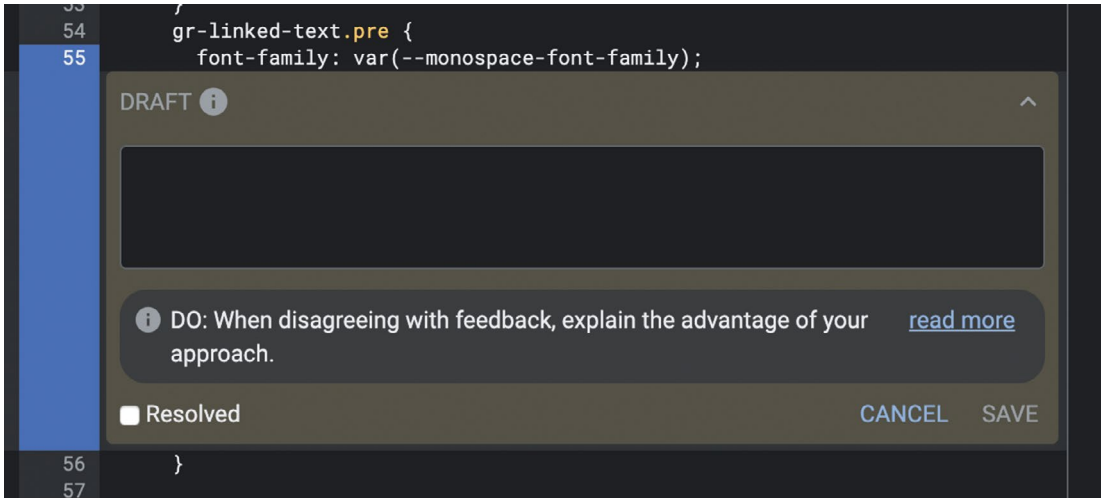 53 }
54 gr-linked-text.pre {
55 font-family: var(--monospace-font-family);
DRAFT
DO: When disagreeing with feedback, explain the advantage of your read more
approach.
Resolved CANCEL SAVE
56 }
57